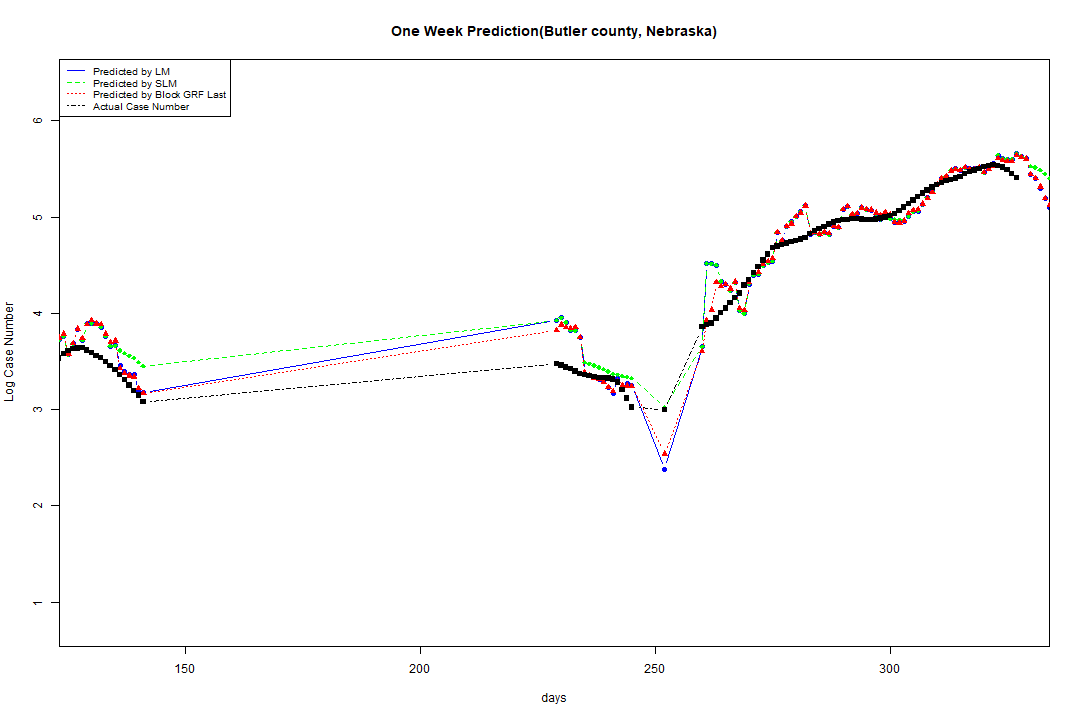 One Week Prediction(Butler county, Nebraska)
Predicted by LM
Predicted by SLM
Predicted by Block GRF Last
Actual Case Number
6
5
4
3
2
1
Log Case Number
150 200 250 300
days